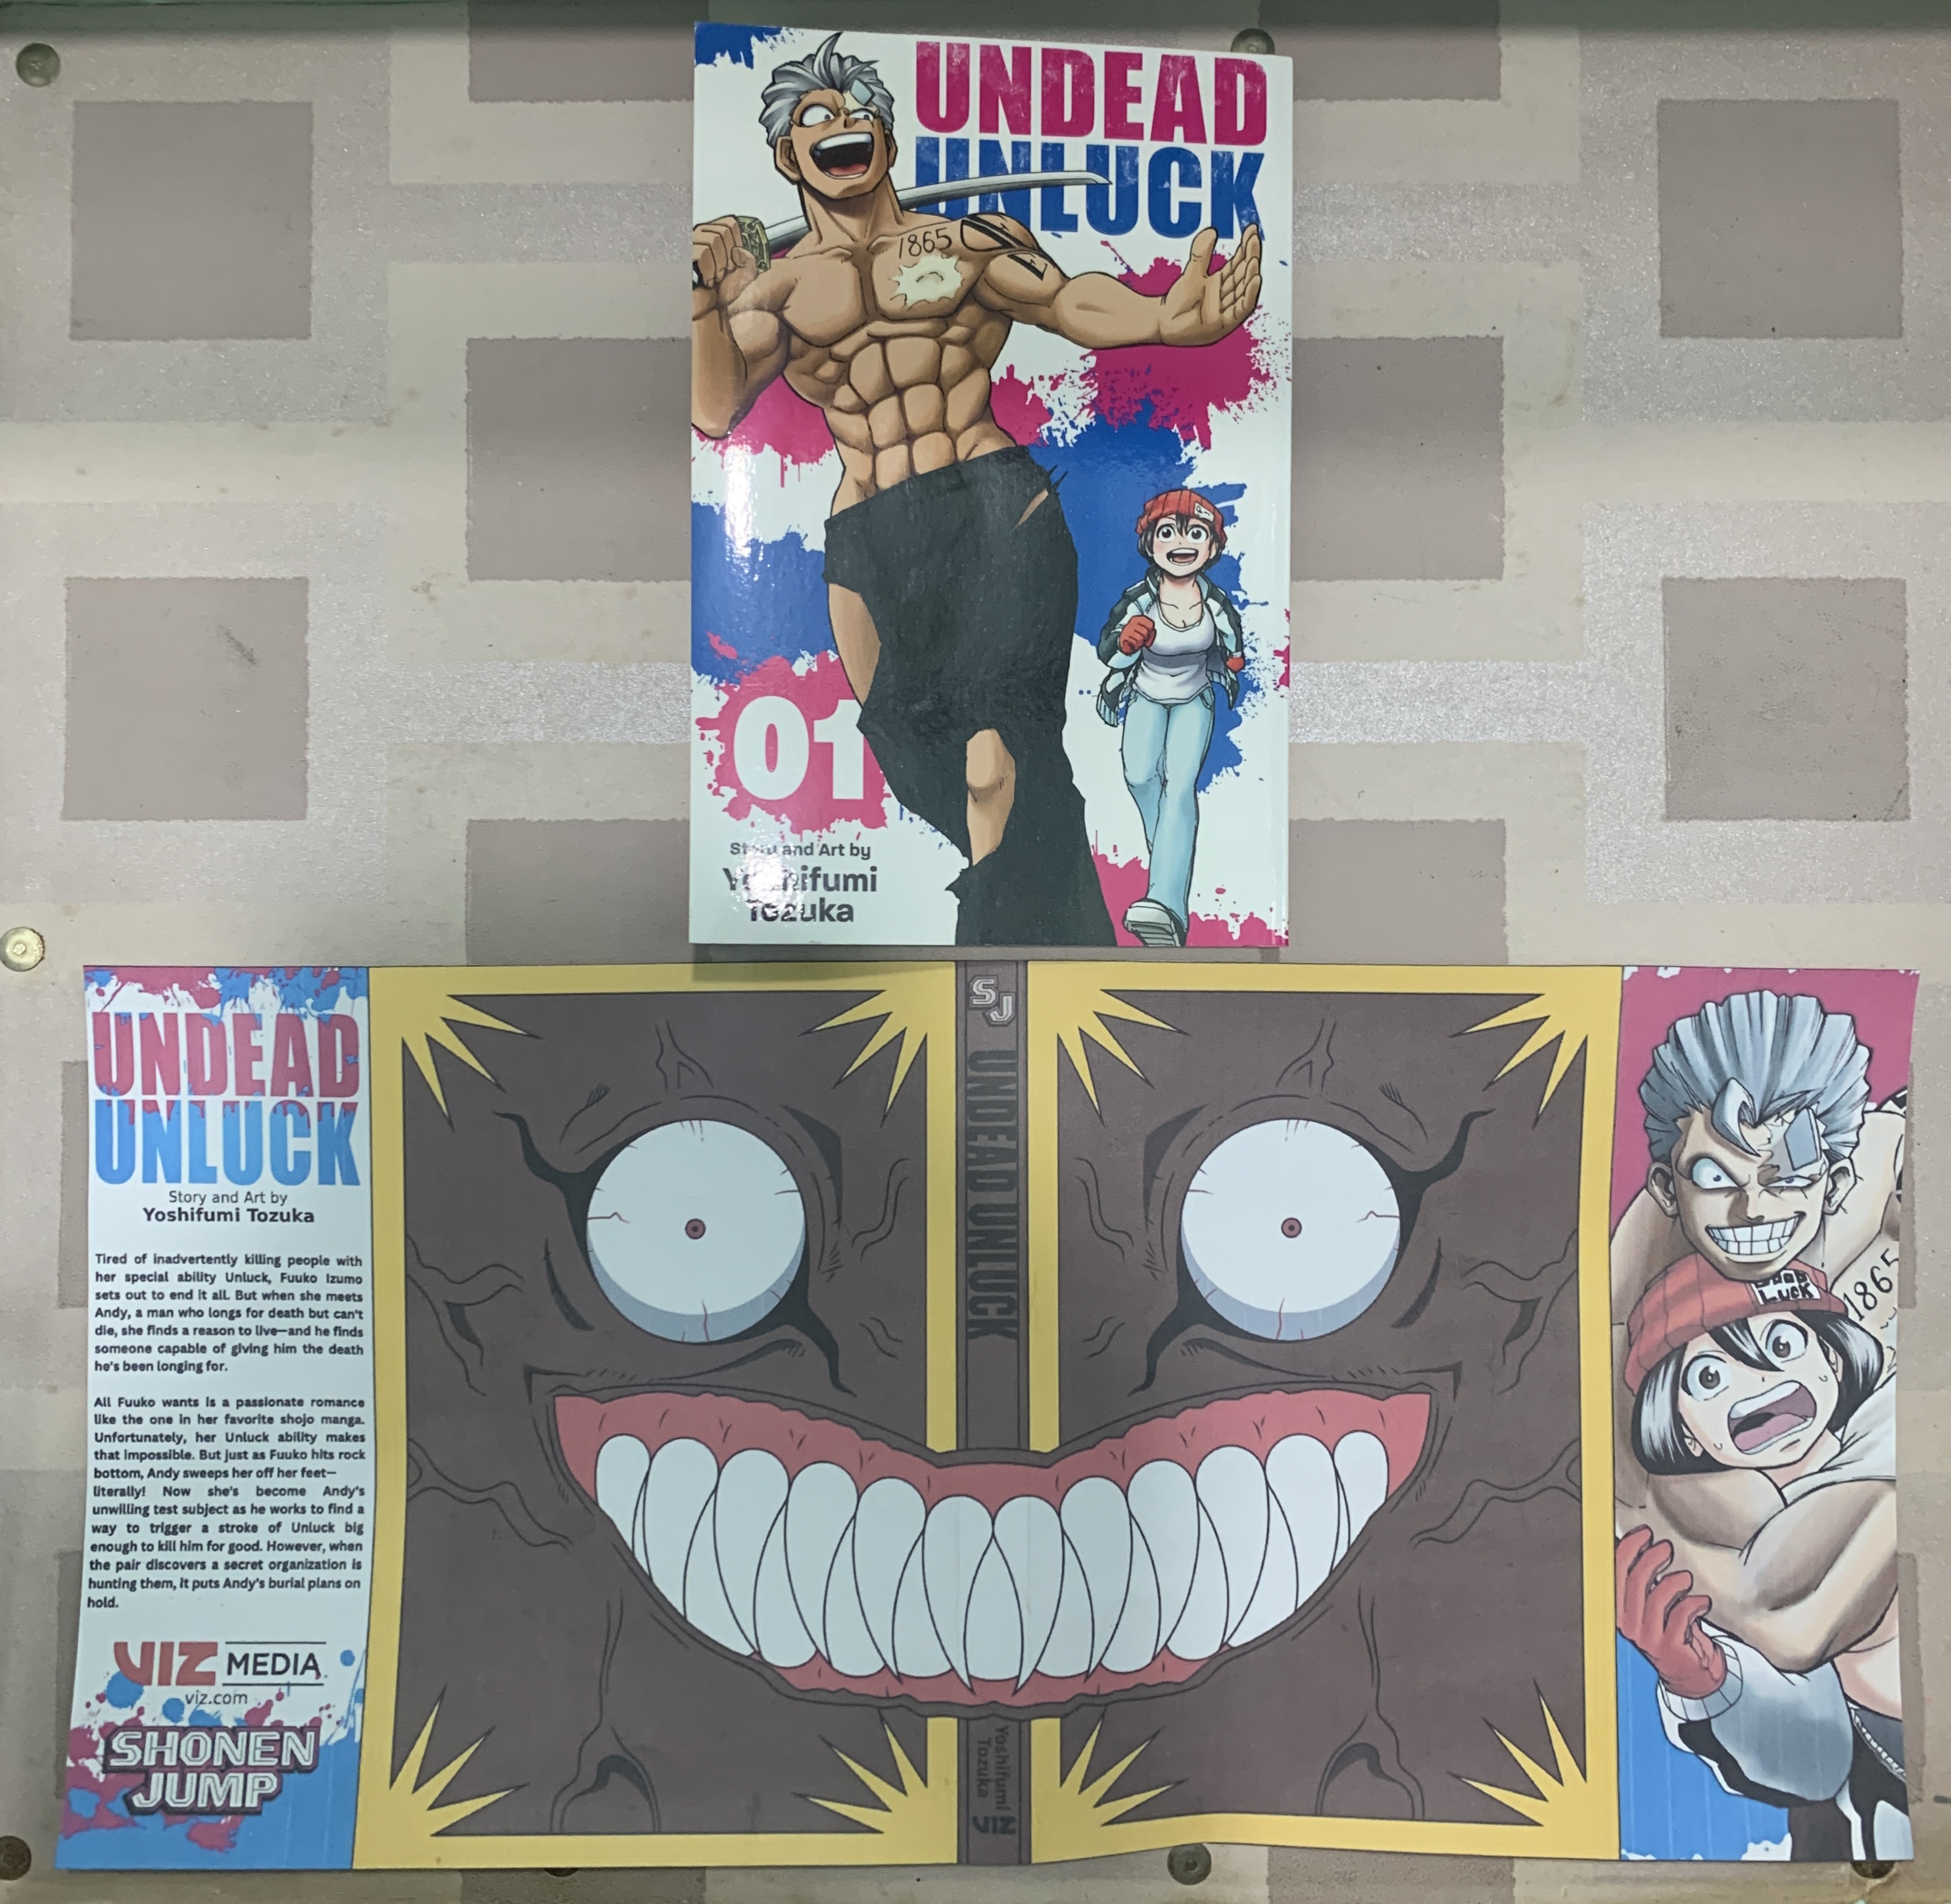 UNDEAD
UNLUCK
1865
01
Story and Art by
Yoshifumi
Tozuka
UNDEAD
UNLUCK
Story and Art by
Yoshifumi Tozuka
Tired of inadvertently killing people with
her special ability Unluck, Fuuko Izumo
sets out to end it all. But when she meets
Andy, a man who longs for death but can't
die, she finds a reason to live—and he finds
someone capable of giving him the death
he's been longing for.
All Fuuko wants is a passionate romance
like the one in her favorite shojo manga.
Unfortunately, her Unluck ability makes
that impossible. But just as Fuuko hits rock
bottom, Andy sweeps her off her feet—
literally! Now she's become Andy's
unwilling test subject as he works to find a
way to trigger a stroke of Unluck big
enough to kill him for good. However, when
the pair discovers a secret organization is
hunting them, it puts Andy's burial plans on
hold.
VIZ MEDIA
viz.com
SHONEN
JUMP
SJ
UNDEAD UNLUCK
Yoshifumi
Tozuka
VIZ
1865
LUCK